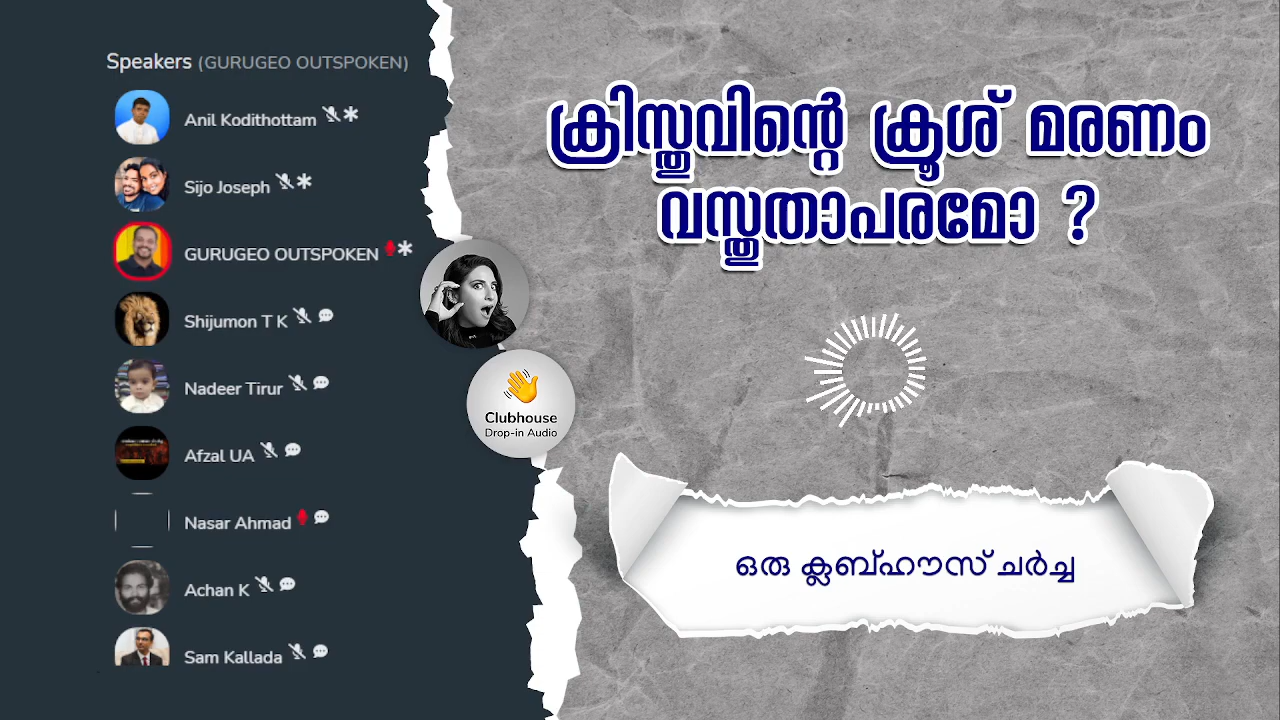 Speakers (GURUGEO OUTSPOKEN)
Anil Kodithottam
Sijo Joseph
GURUGEO OUTSPOKEN
Shijumon T K
Nadeer Tirur
Afzal UA
Nasar Ahmad
Achan K
Sam Kallada
Clubhouse
Drop-in Audio
ക്രിസ്തുവിന്റെ ക്രൂശ് മരണം
വസ്തുതാപരമോ ?
ഒരു ക്ലബ്ഹൗസ് ചർച്ച